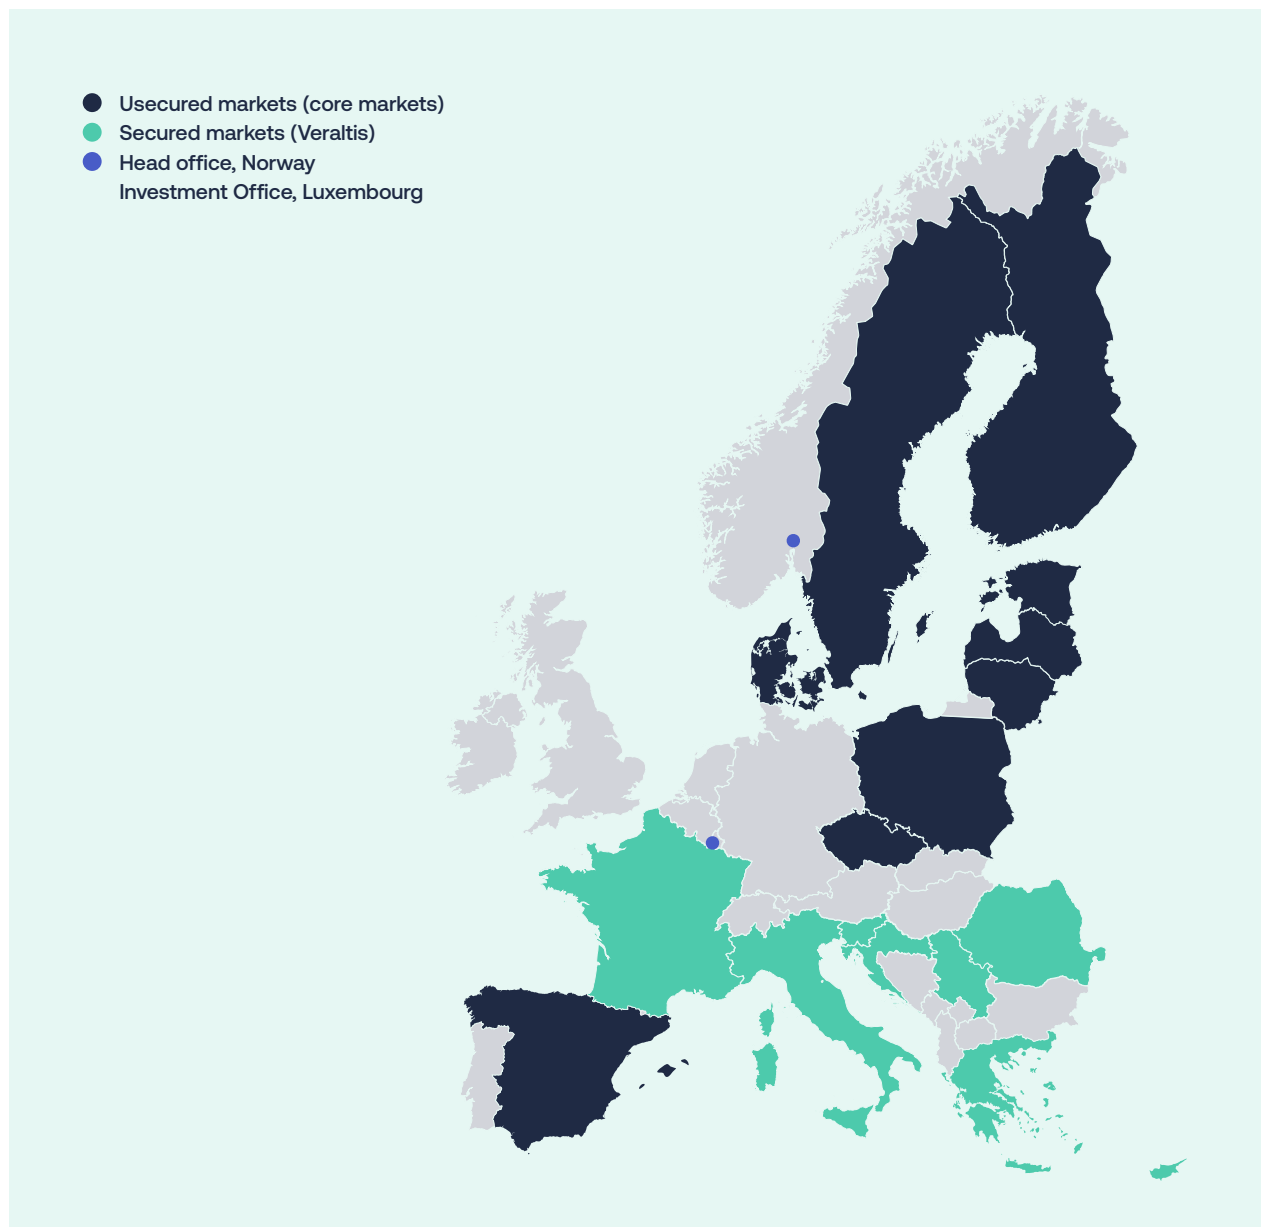 Usecured markets (core markets)
Secured markets (Veraltis)
Head office, Norway
Investment Office, Luxembourg